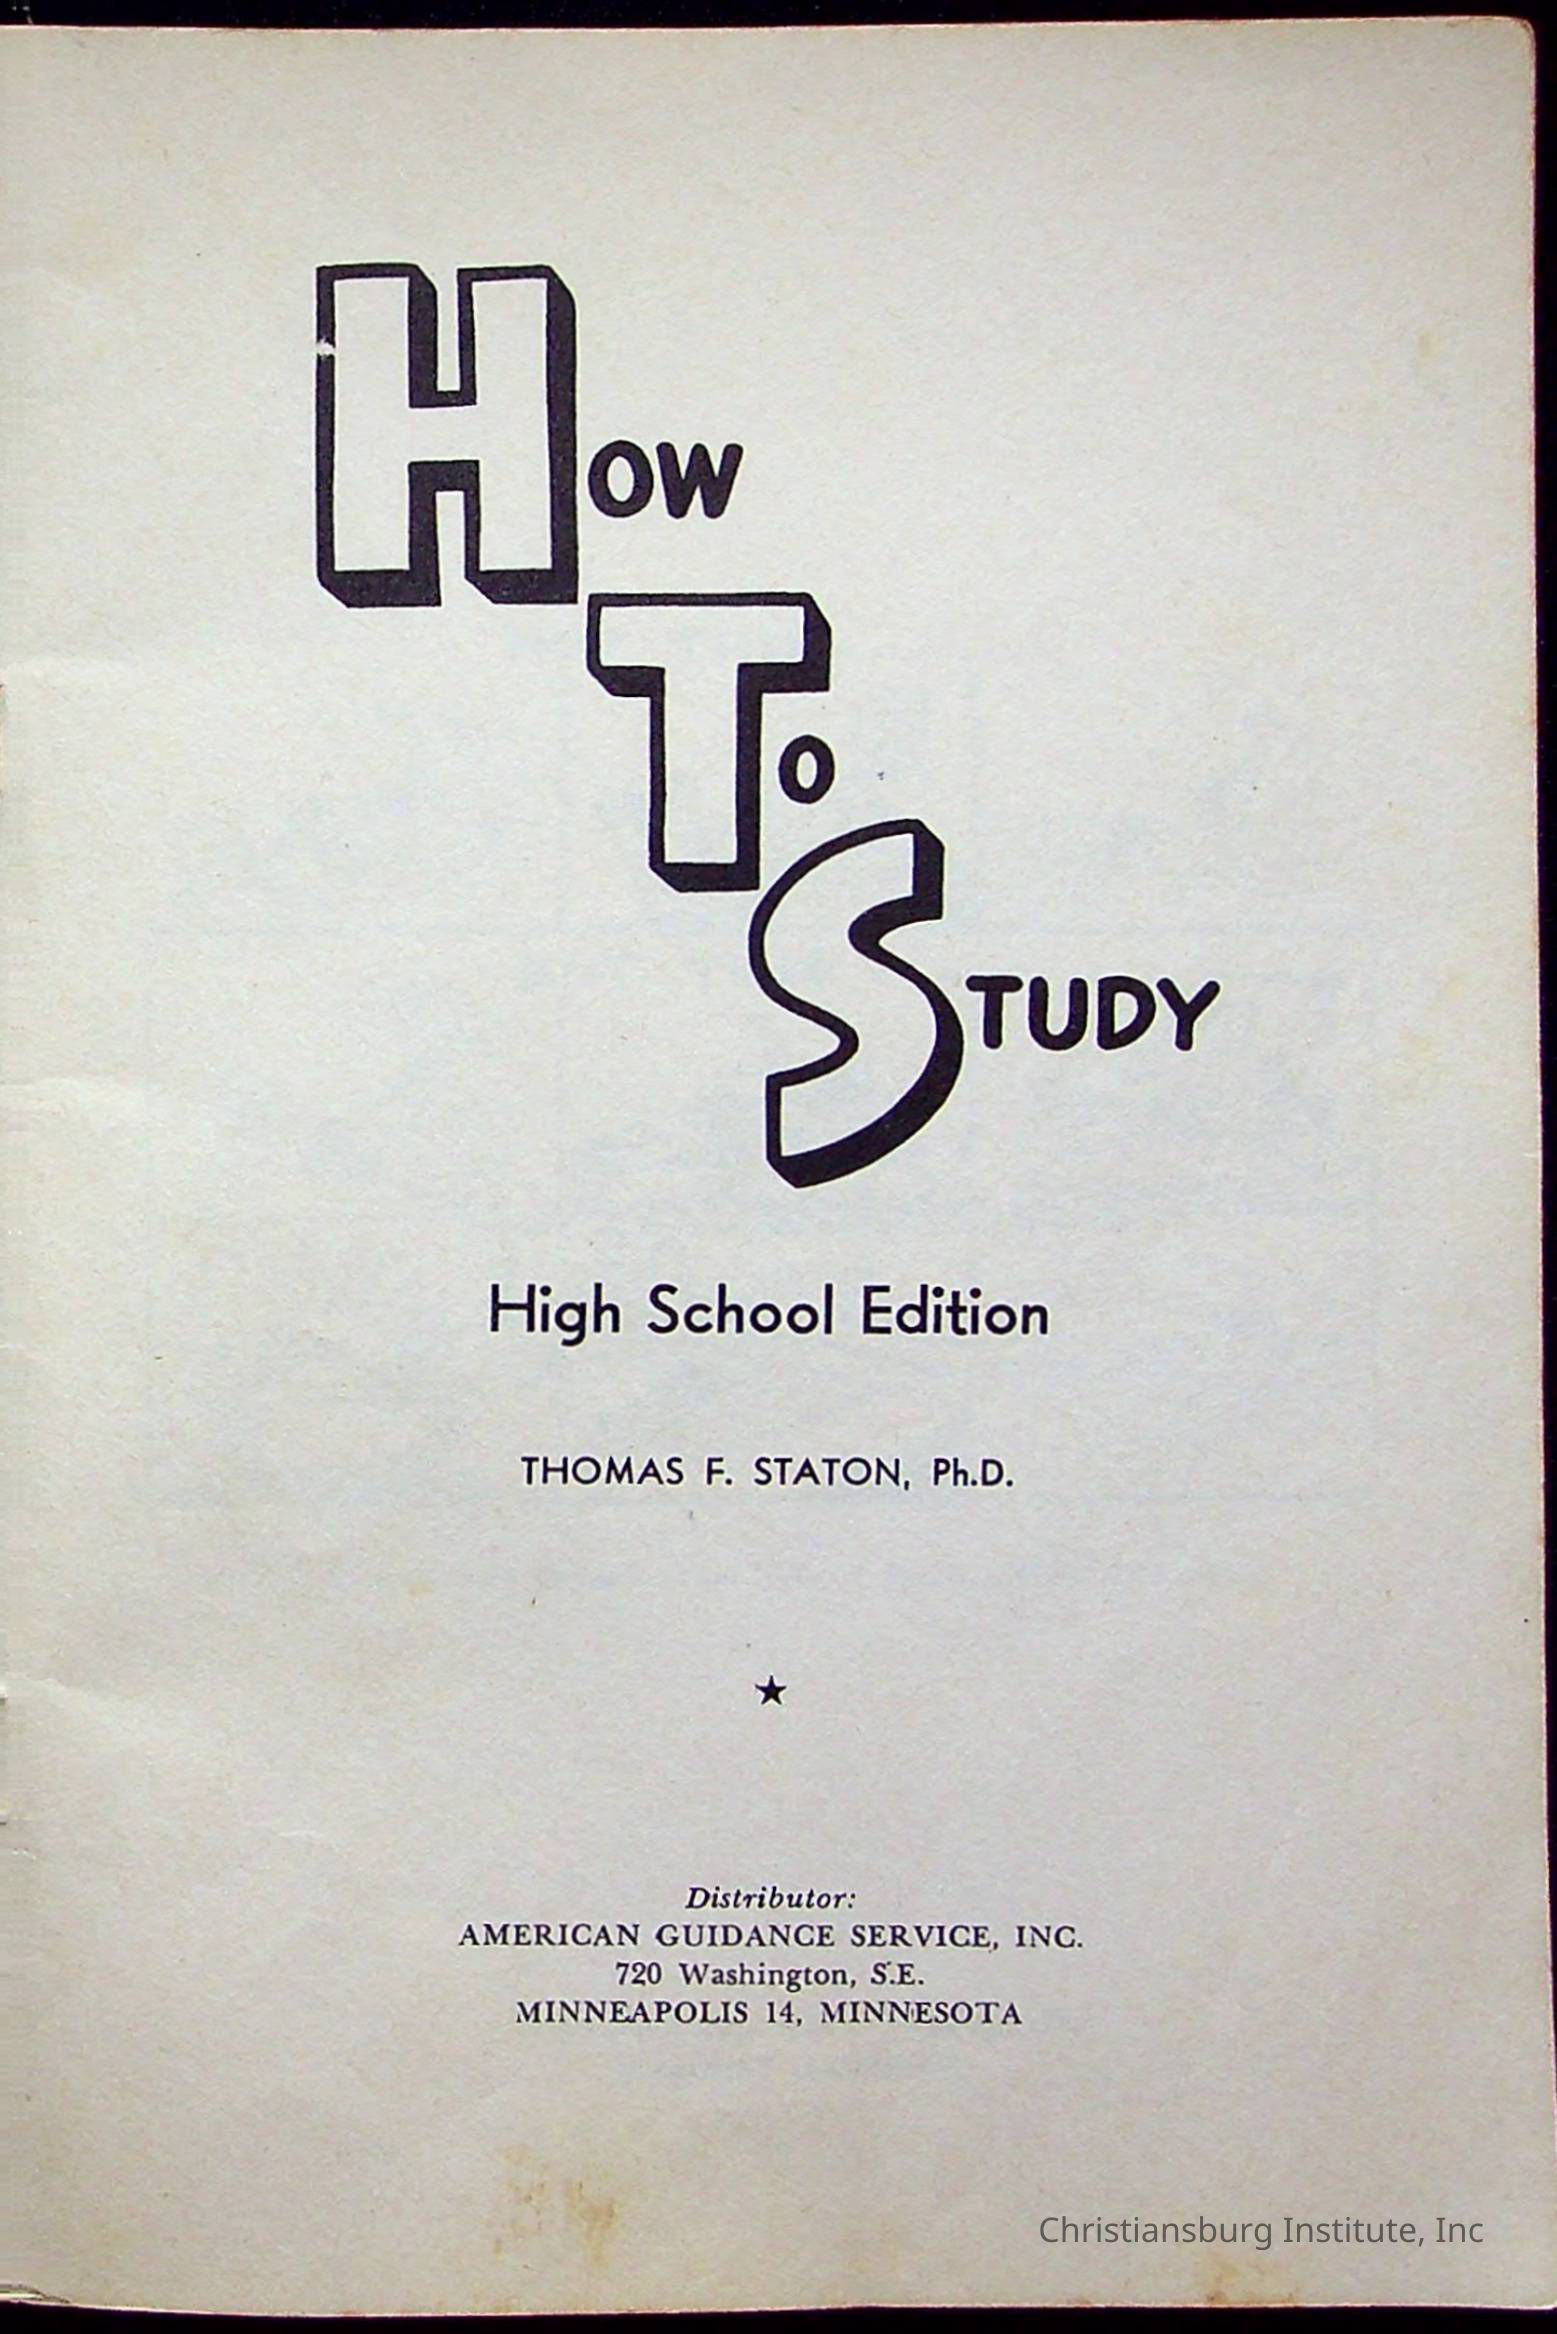 HOW
TO
STUDY
High School Edition
THOMAS F. STATON, Ph.D.
★
Distributor:
AMERICAN GUIDANCE SERVICE, INC.
720 Washington, S.E.
MINNEAPOLIS 14, MINNESOTA
Christiansburg Institute, Inc